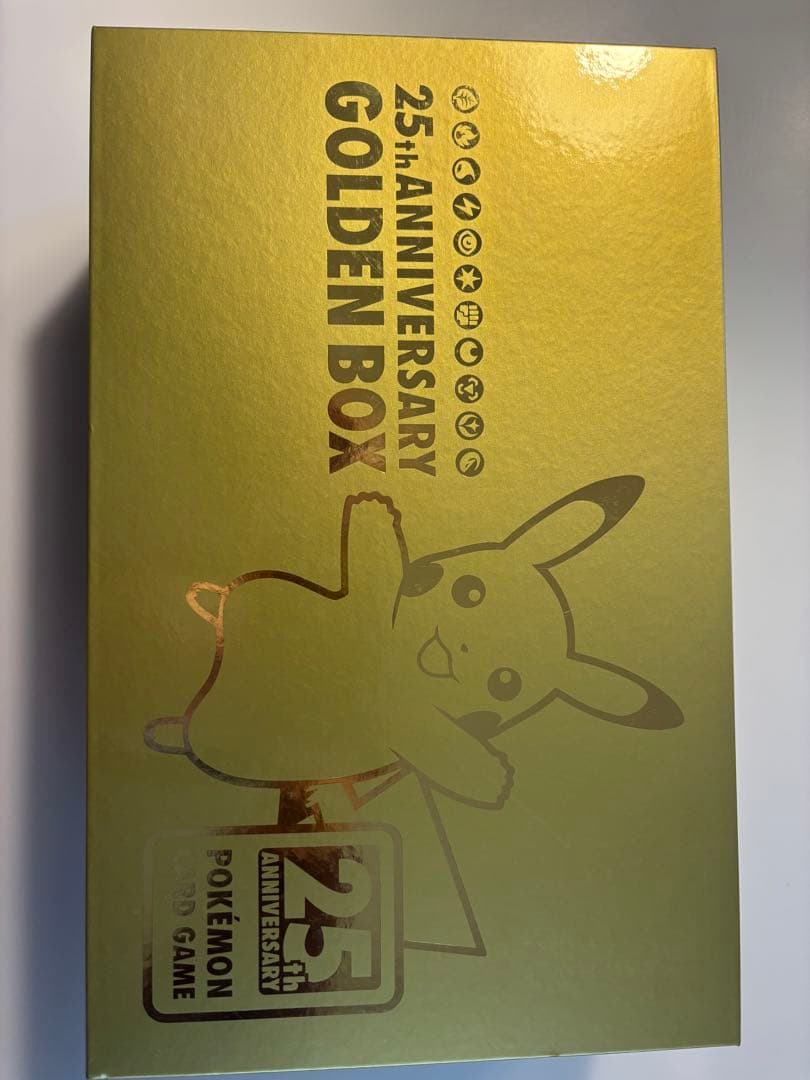 25th ANNIVERSARY
GOLDEN BOX
25th
ANNIVERSARY
POKÉMON
CARD GAME